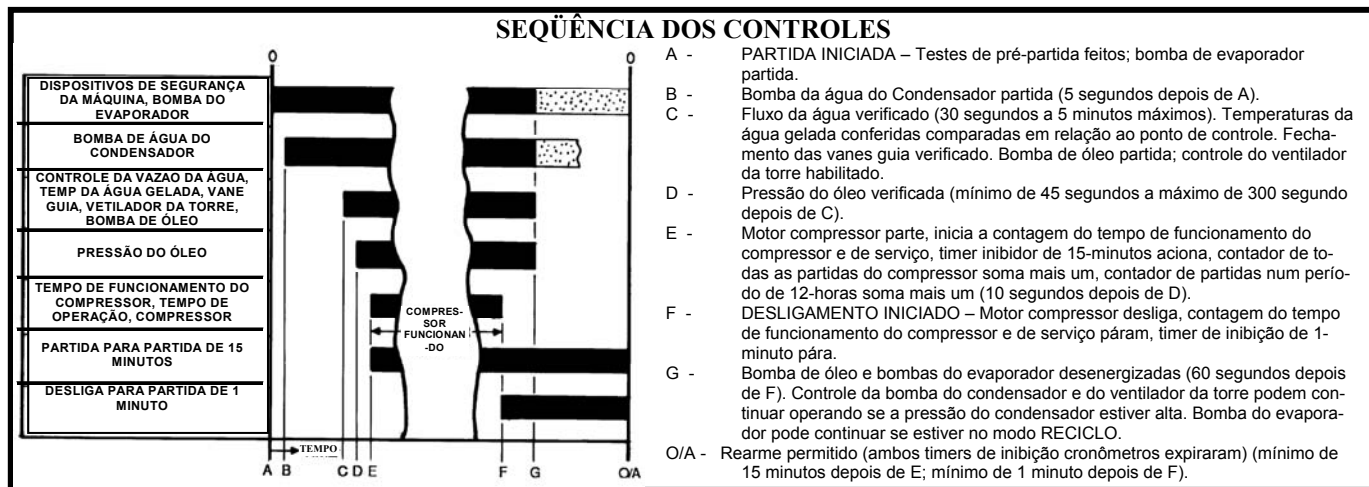 SEQÜÊNCIA DOS CONTROLES
0
0
DISPOSITIVOS DE SEGURANÇA
DA MÁQUINA, BOMBA DO
EVAPORADOR
BOMBA DE ÁGUA DO
CONDENSADOR
CONTROLE DA VAZAO DA ÁGUA,
TEMP DA ÁGUA GELADA, VANE
GUIA, VETILADOR DA TORRE,
BOMBA DE ÓLEO
PRESSÃO DO ÓLEO
TEMPO DE FUNCIONAMENTO DO
COMPRESSOR, TEMPO DE
OPERAÇÃO, COMPRESSOR
PARTIDA PARA PARTIDA DE 15
MINUTOS
DESLIGA PARA PARTIDA DE 1
MINUTO
COMPRES-
SOR
FUNCIONAN
-DO
TEMPO
A B C D E F G O/A
A - PARTIDA INICIADA – Testes de pré-partida feitos; bomba de evaporador
partida.
B - Bomba da água do Condensador partida (5 segundos depois de A).
C - Fluxo da água verificado (30 segundos a 5 minutos máximos). Temperaturas da
água gelada conferidas comparadas em relação ao ponto de controle. Fecha-
mento das vanes guia verificado. Bomba de óleo partida; controle do ventilador
da torre habilitado.
D - Pressão do óleo verificada (mínimo de 45 segundos a máximo de 300 segundo
depois de C).
E - Motor compressor parte, inicia a contagem do tempo de funcionamento do
compressor e de serviço, timer inibidor de 15-minutos aciona, contador de to-
das as partidas do compressor soma mais um, contador de partidas num perío-
do de 12-horas soma mais um (10 segundos depois de D).
F - DESLIGAMENTO INICIADO – Motor compressor desliga, contagem do tempo
de funcionamento do compressor e de serviço páram, timer de inibição de 1-
minuto pára.
G - Bomba de óleo e bombas do evaporador desenergizadas (60 segundos depois
de F). Controle da bomba do condensador e do ventilador da torre podem con-
tinuar operando se a pressão do condensador estiver alta. Bomba do evapora-
dor pode continuar se estiver no modo RECICLO.
O/A - Rearme permitido (ambos timers de inibição cronômetros expiraram) (mínimo de
15 minutos depois de E; mínimo de 1 minuto depois de F).